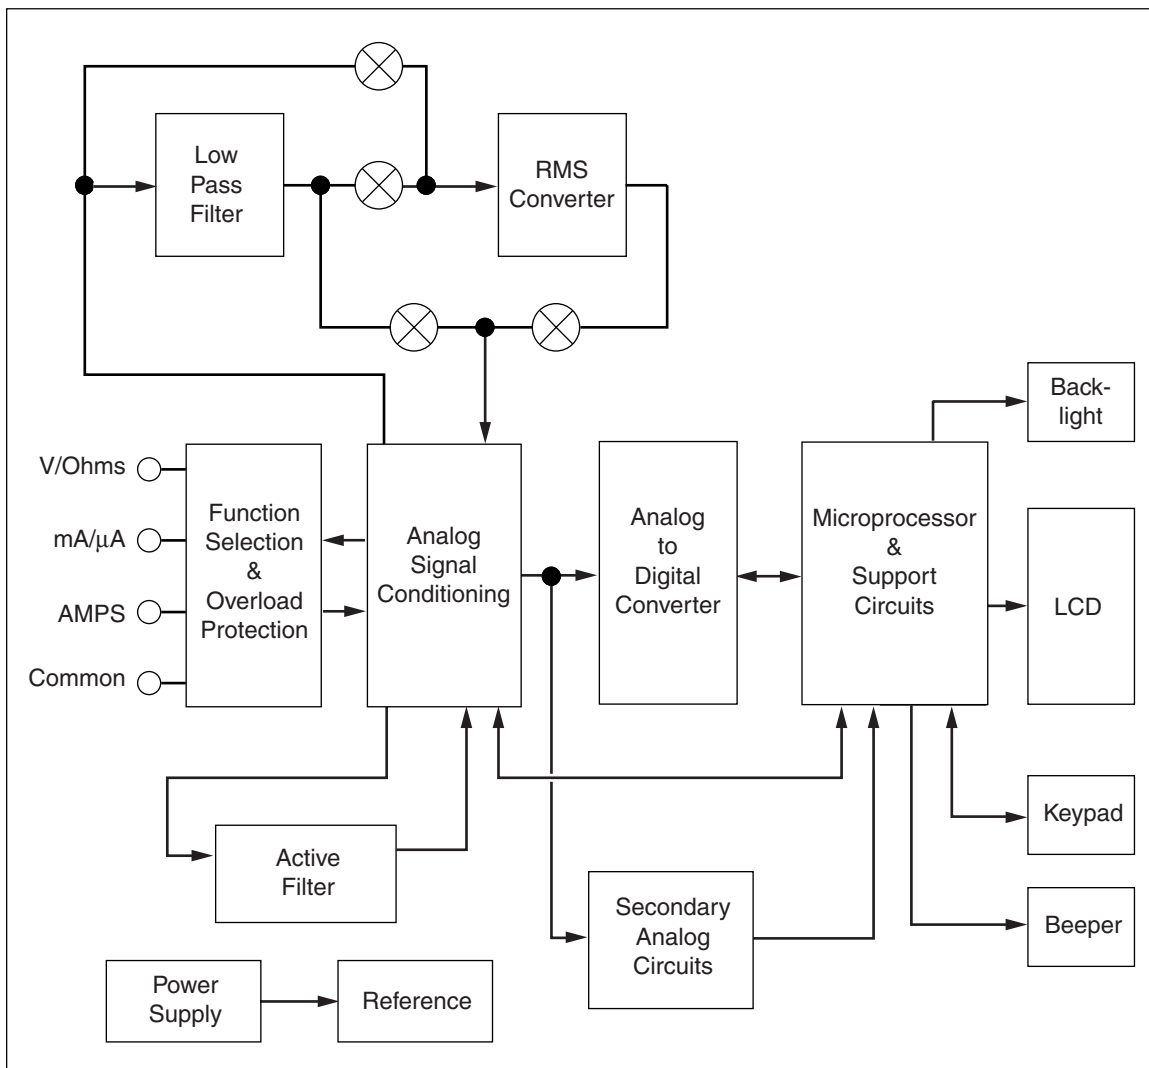 Low
Pass
Filter
RMS
Converter
Back-
light
V/Ohms
mA/µA
AMPS
Common
Function
Selection
&
Overload
Protection
Analog
Signal
Conditioning
Analog
to
Digital
Converter
Microprocessor
&
Support
Circuits
LCD
Active
Filter
Secondary
Analog
Circuits
Keypad
Beeper
Power
Supply
Reference